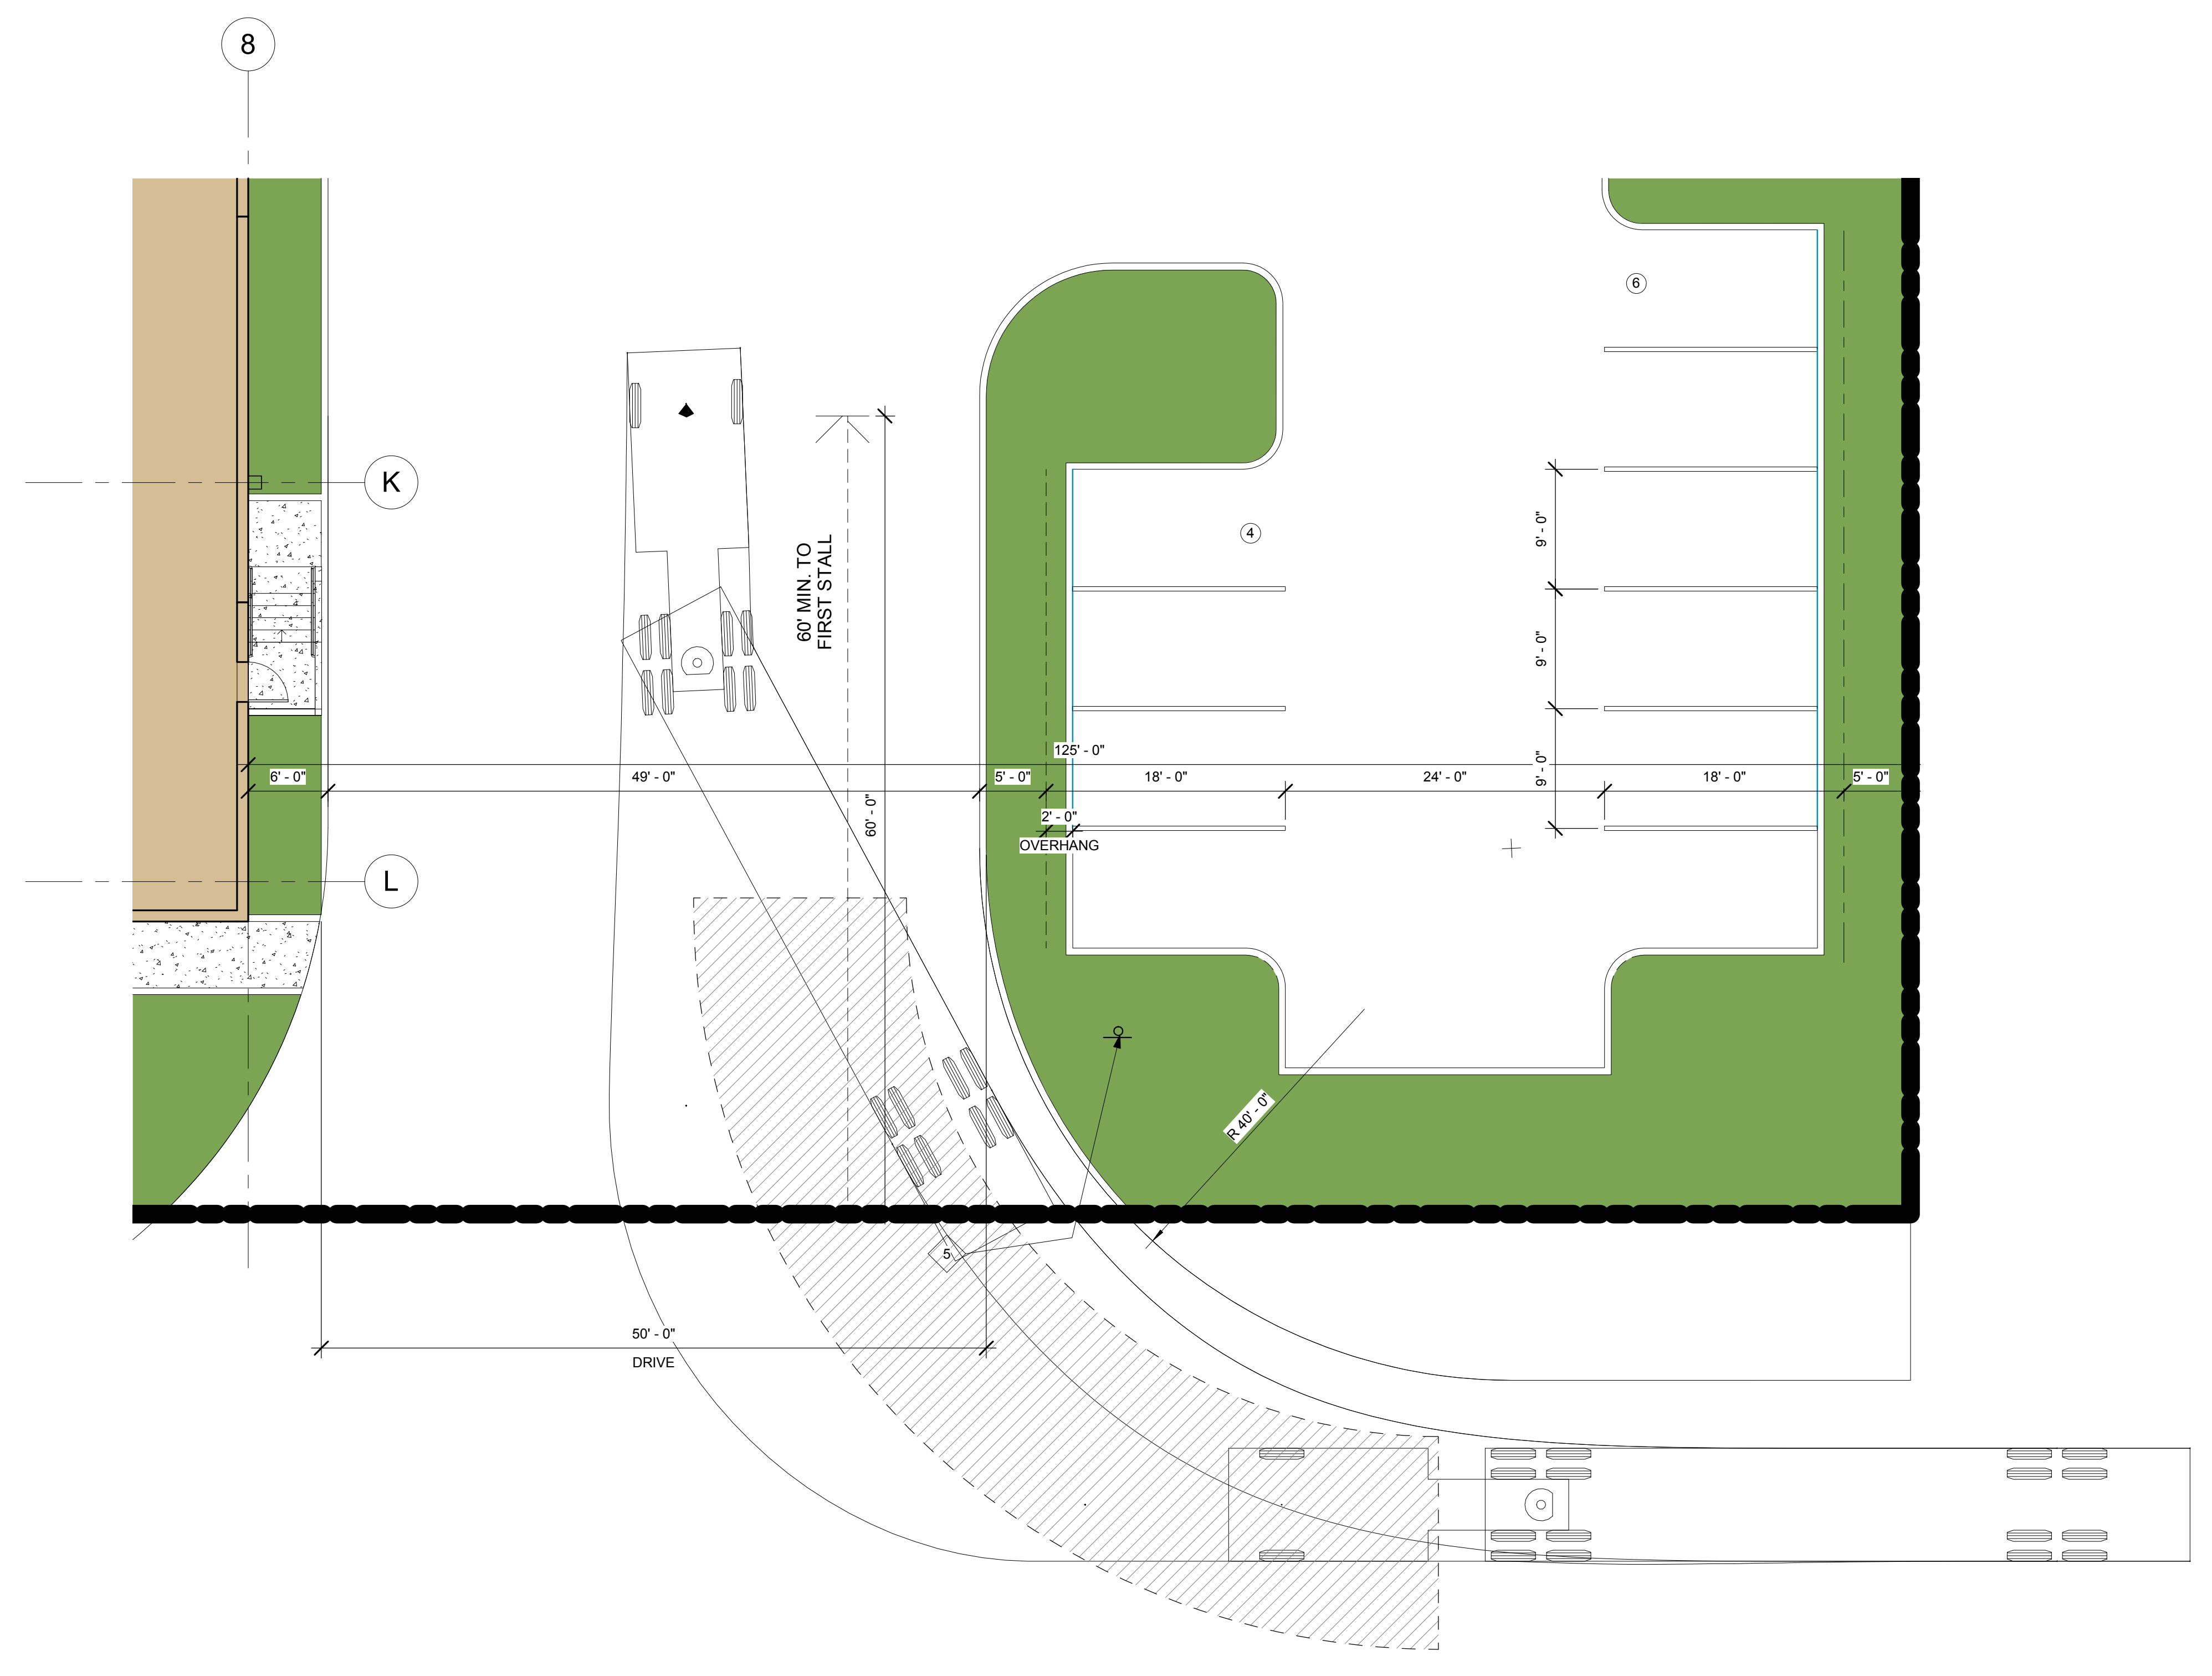 8
6
K
4
9' - 0"
60' MIN. TO
FIRST STALL
9' - 0"
125' - 0"
6' - 0"
49' - 0"
5' - 0"
18' - 0"
24' - 0"
9' - 0"
18' - 0"
5' - 0"
60' - 0"
2' - 0"
OVERHANG
L
R 40' - 0"
5
50' - 0"
DRIVE